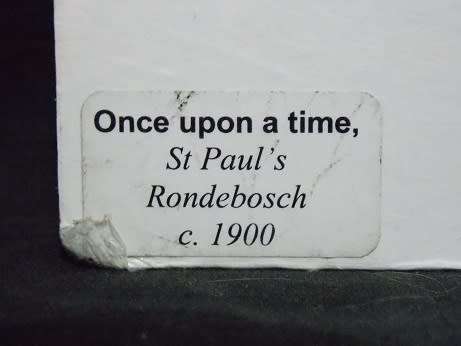 Once upon a time,
St Paul's
Rondebosch
c. 1900